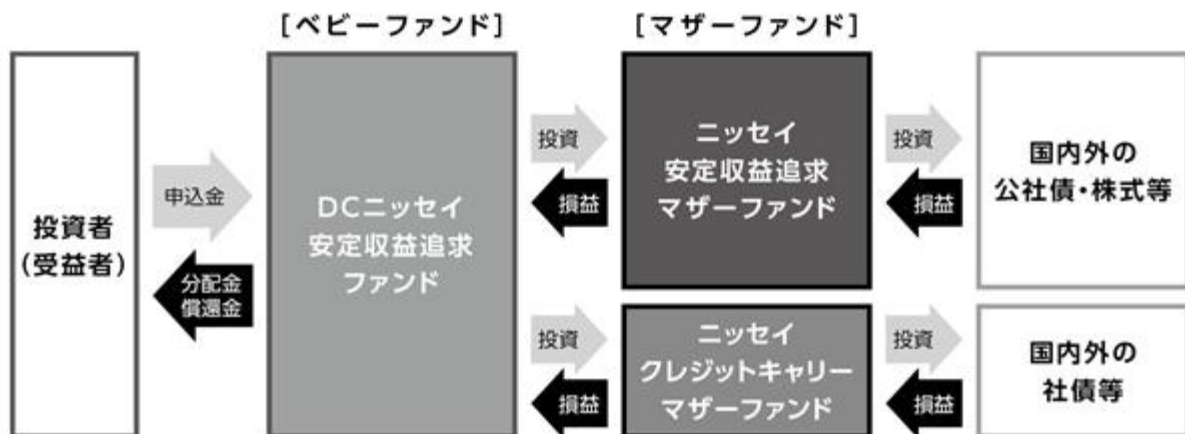 [ベビーファンド]
[マザーファンド]
投資者
(受益者)
申込金
分配金
償還金
DCニッセイ
安定収益追求
ファンド
投資
損益
ニッセイ
安定収益追求
マザーファンド
投資
損益
国内外の
公社債・株式等
投資
損益
ニッセイ
クレジットキャリー
マザーファンド
投資
損益
国内外の
社債等